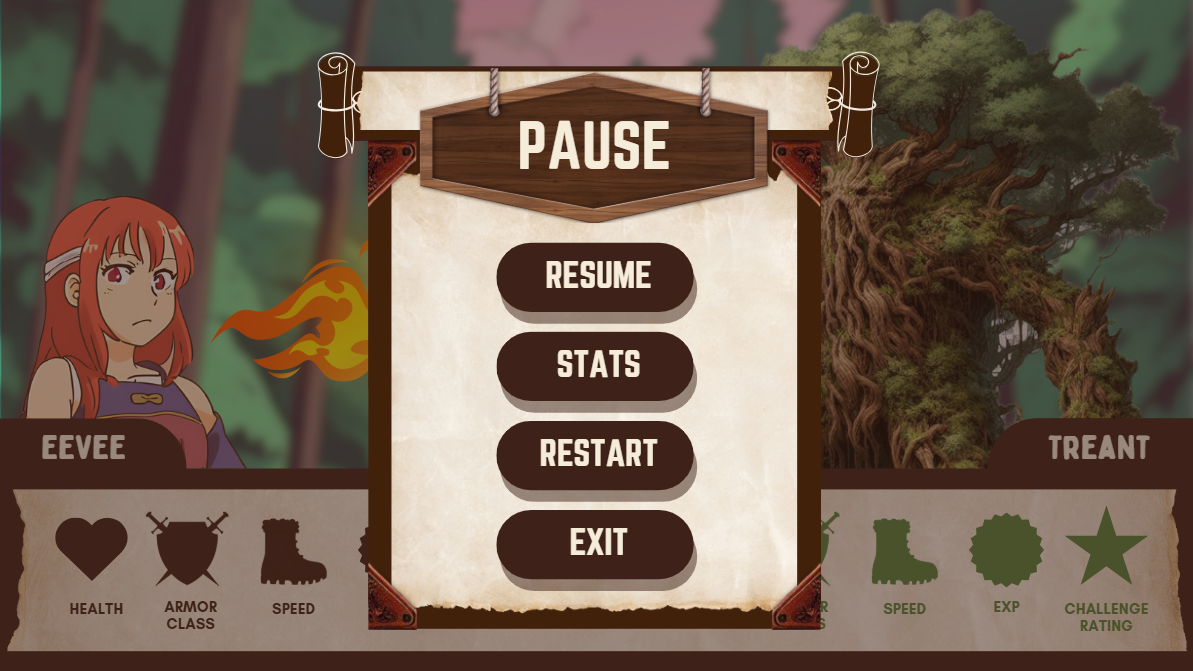 PAUSE
RESUME
STATS
RESTART
EXIT
EEVEE
TREANT
HEALTH
ARMOR
CLASS
SPEED
SPEED
EXP
CHALLENGE
RATING